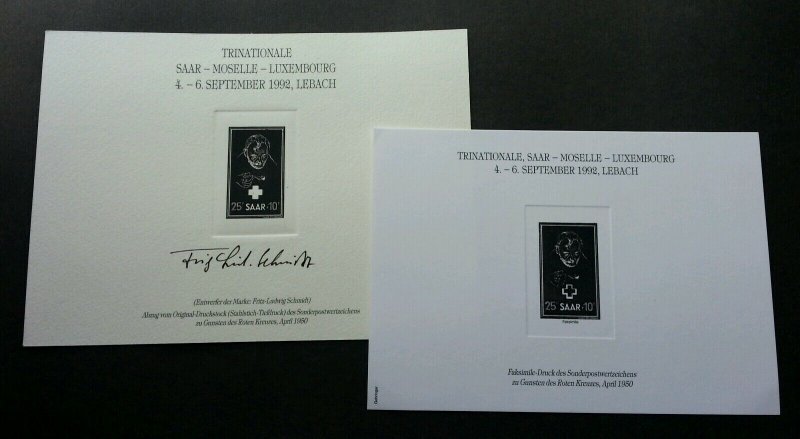 TRINATIONALE
SAAR – MOSELLE – LUXEMBOURG
4. – 6. SEPTEMBER 1992, LEBACH
25 SAAR +10
Fritz Lud. Schmidt
(Entwerfer der Marke: Fritz-Ludwig Schmidt)
Abzug vom Original-Druckstock (Stahlstich-Tiefdruck) des Sonderpostwertzeichens
zu Gunsten des Roten Kreuzes, April 1950
TRINATIONALE, SAAR – MOSELLE – LUXEMBOURG
4. – 6. SEPTEMBER 1992, LEBACH
25 SAAR +10
Faksimile
Faksimile-Druck des Sonderpostwertzeichens
zu Gunsten des Roten Kreuzes, April 1950